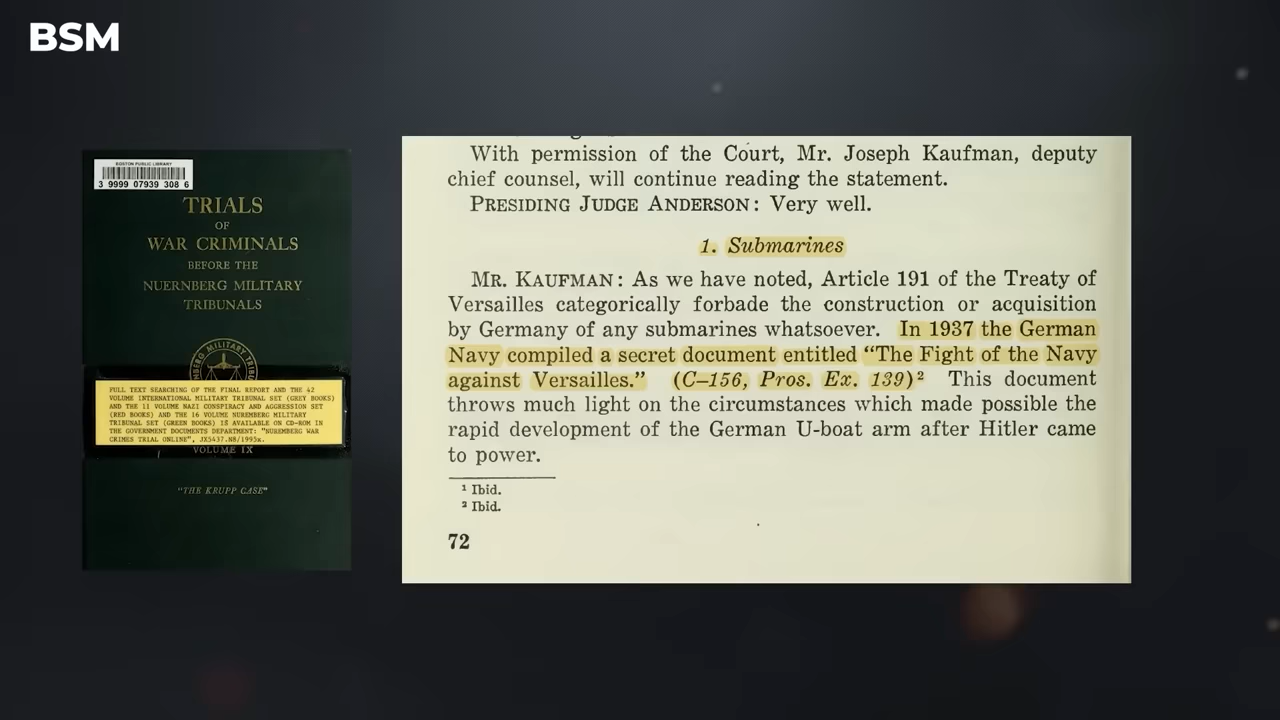 BSM
BOSTON PUBLIC LIBRARY
3 9999 07939 308 6
TRIALS
OF
WAR CRIMINALS
BEFORE THE
NUERNBERG MILITARY
TRIBUNALS
FULL TEXT SEARCHING OF THE FINAL REPORT AND THE 42
VOLUME INTERNATIONAL MILITARY TRIBUNAL SET (GREY BOOKS)
AND THE 11 VOLUME NAZI CONSPIRACY AND AGGRESSION SET
(RED BOOKS) AND THE 16 VOLUME NUREMBERG MILITARY
TRIBUNAL SET (GREEN BOOKS) IS AVAILABLE ON CD-ROM IN
THE GOVERNMENT DOCUMENTS DEPARTMENT: "NUREMBERG WAR
CRIMES TRIAL ONLINE", JX5437.N8/1995a.
VOLUME IX
"THE KRUPP CASE"
With permission of the Court, Mr. Joseph Kaufman, deputy
chief counsel, will continue reading the statement.
PRESIDING JUDGE ANDERSON: Very well.
1. Submarines
MR. KAUFMAN: As we have noted, Article 191 of the Treaty of
Versailles categorically forbade the construction or acquisition
by Germany of any submarines whatsoever. In 1937 the German
Navy compiled a secret document entitled “The Fight of the Navy
against Versailles.” (C–156, Pros. Ex. 139)² This document
throws much light on the circumstances which made possible the
rapid development of the German U-boat arm after Hitler came
to power.
¹ Ibid.
² Ibid.
72